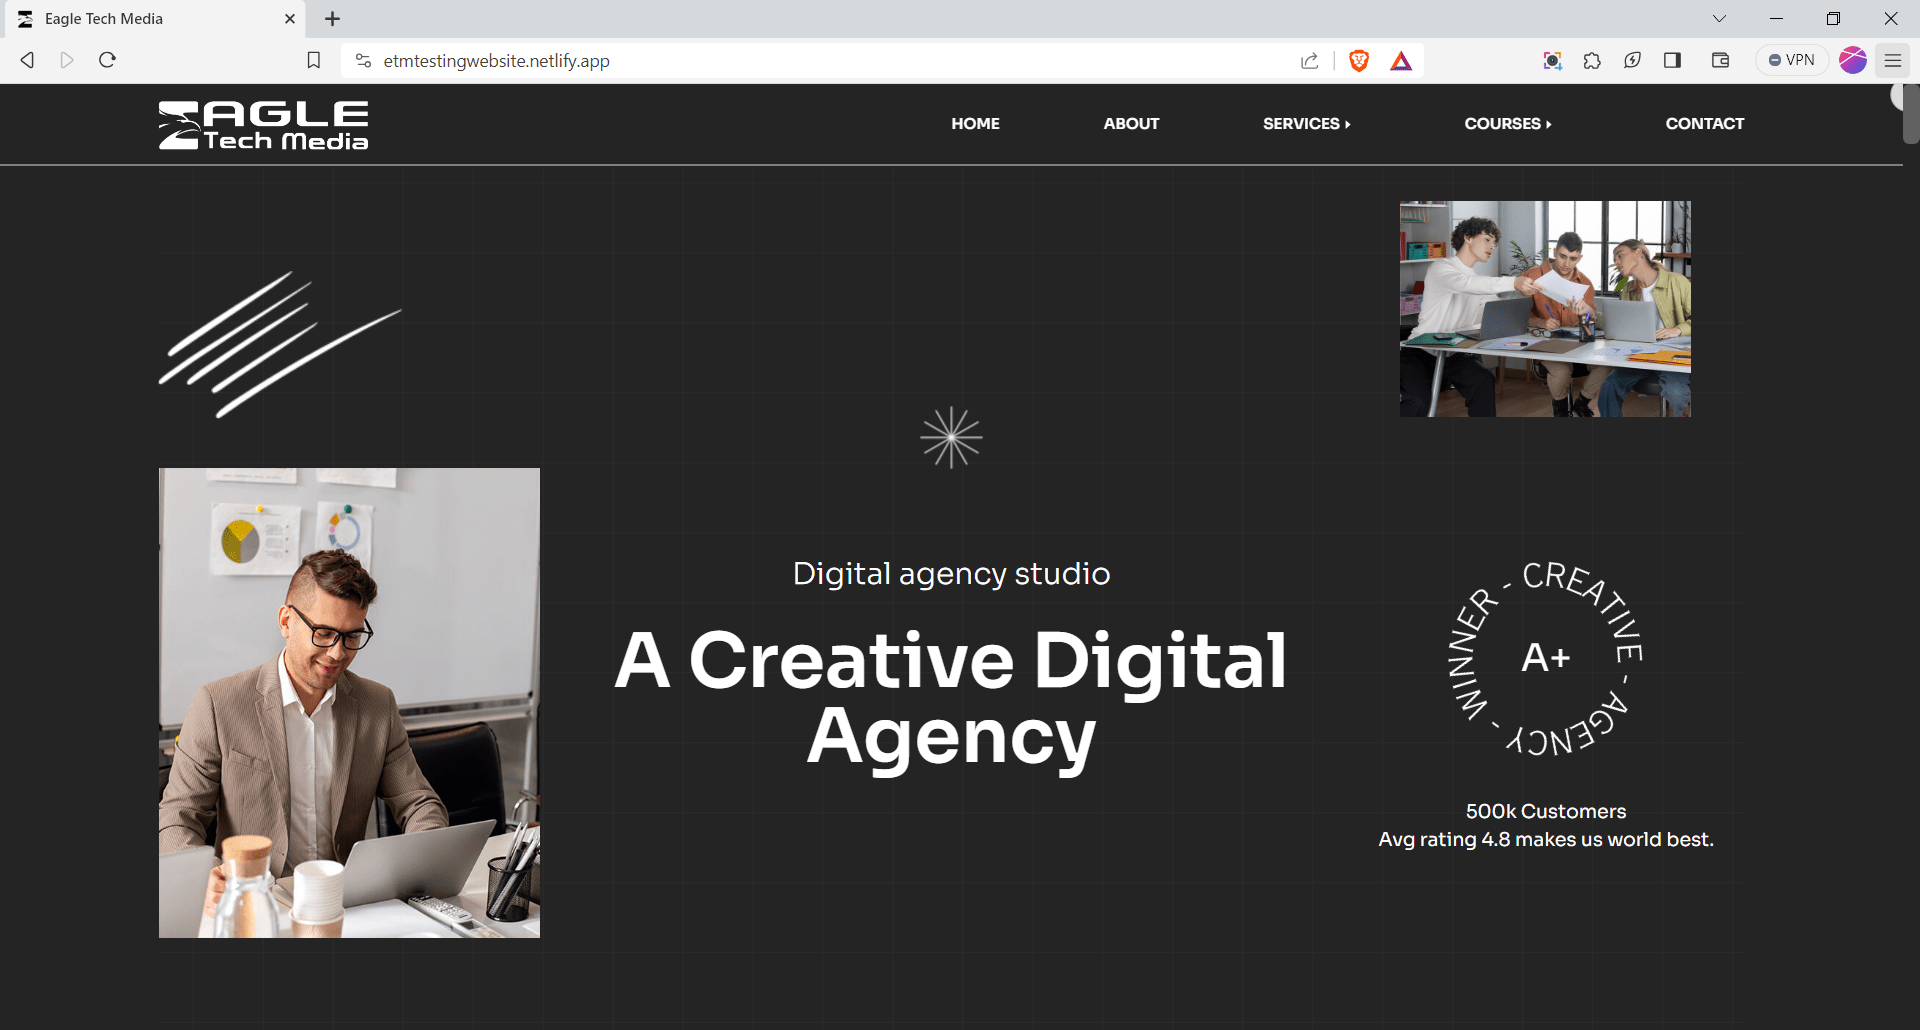 Eagle Tech Media
etmtestingwebsite.netlify.app
VPN
EAGLE
Tech Media
HOME
ABOUT
SERVICES
COURSES
CONTACT
Digital agency studio
A Creative Digital
Agency
CREATIVE - AGENCY - WINNER -
A+
500k Customers
Avg rating 4.8 makes us world best.